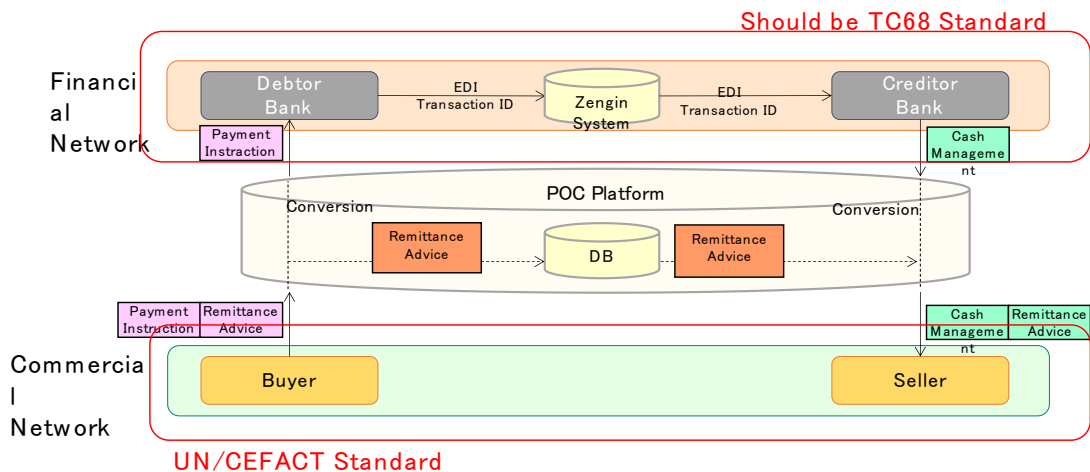 Should be TC68 Standard
Financi
al
Network
Debtor
Bank
EDI
Transaction ID
Zengin
System
EDI
Transaction ID
Creditor
Bank
Payment
Instruction
Cash
Manageme
nt
POC Platform
Conversion
Conversion
Remittance
Advice
DB
Remittance
Advice
Payment
Instruction
Remittance
Advice
Cash
Manageme
nt
Remittance
Advice
Commercia
l
Network
Buyer
Seller
UN/CEFACT Standard